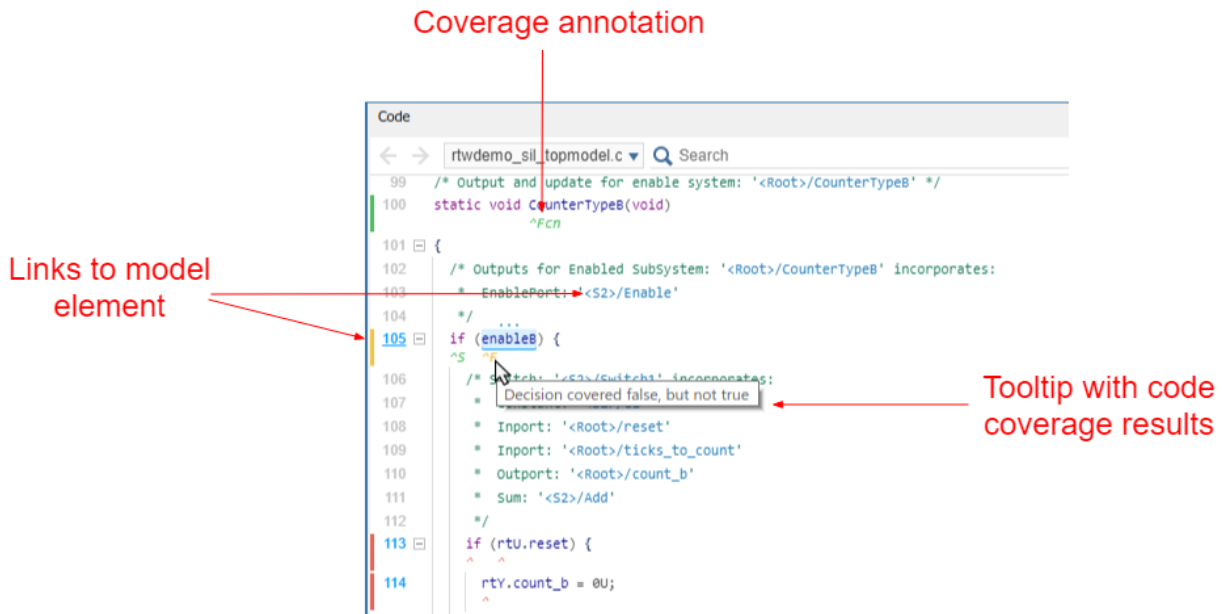 Coverage annotation
Code
rtwdemo_sil_topmodel.c
Search
99 /* Output and update for enable system: '<Root>/CounterTypeB' */
100 static void CounterTypeB(void)
^Fcn
101 {
102 /* Outputs for Enabled SubSystem: '<Root>/CounterTypeB' incorporates:
Links to model
element
103 * EnablePort: '<S2>/Enable'
104 */
...
105 if (enableB) {
^S ^F
106 /* Switch: '<S2>/Switch1' incorporates:
Decision covered false, but not true
107 *
Tooltip with code
coverage results
108 * Inport: '<Root>/reset'
109 * Inport: '<Root>/ticks_to_count'
110 * Outport: '<Root>/count_b'
111 * Sum: '<S2>/Add'
112 */
113 if (rtU.reset) {
^ ^
114 rtY.count_b = 0U;
^